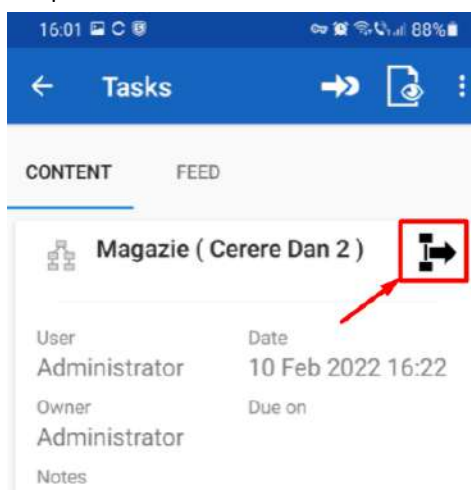 16:01 88%
Tasks
CONTENT FEED
Magazie ( Cerere Dan 2 )
User Date
Administrator 10 Feb 2022 16:22
Owner Due on
Administrator
Notes